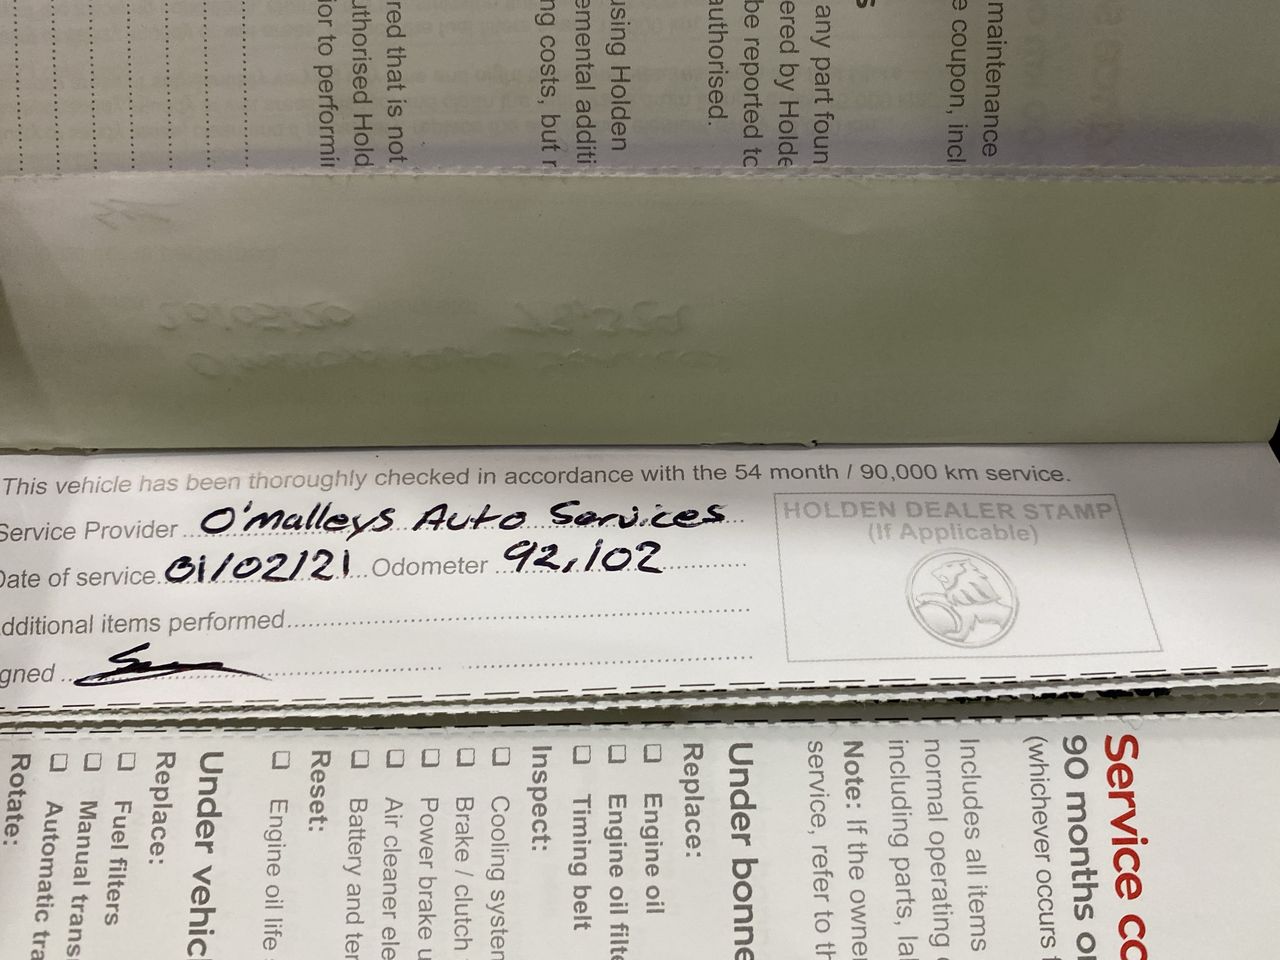 maintenance
e coupon, incl
s
any part foun
ered by Holde
be reported to
authorised.
using Holden
emental additi
ng costs, but r
red that is not
uthorised Hold
ior to performi
This vehicle has been thoroughly checked in accordance with the 54 month / 90,000 km service.
Service Provider O'Malleys Auto Services
Date of service 01/02/21 Odometer 92,102
dditional items performed
gned
HOLDEN DEALER STAMP
(If Applicable)
Service co
90 months o
(whichever occurs
Includes all items
normal operating
including parts, la
Note: If the owne
service, refer to th
Under bonne
Replace:
Engine oil
Engine oil filte
Timing belt
Inspect:
Cooling system
Brake / clutch
Power brake u
Air cleaner ele
Battery and ter
Reset:
Engine oil life
Under vehicl
Replace:
Fuel filters
Manual transm
Automatic tra
Rotate: